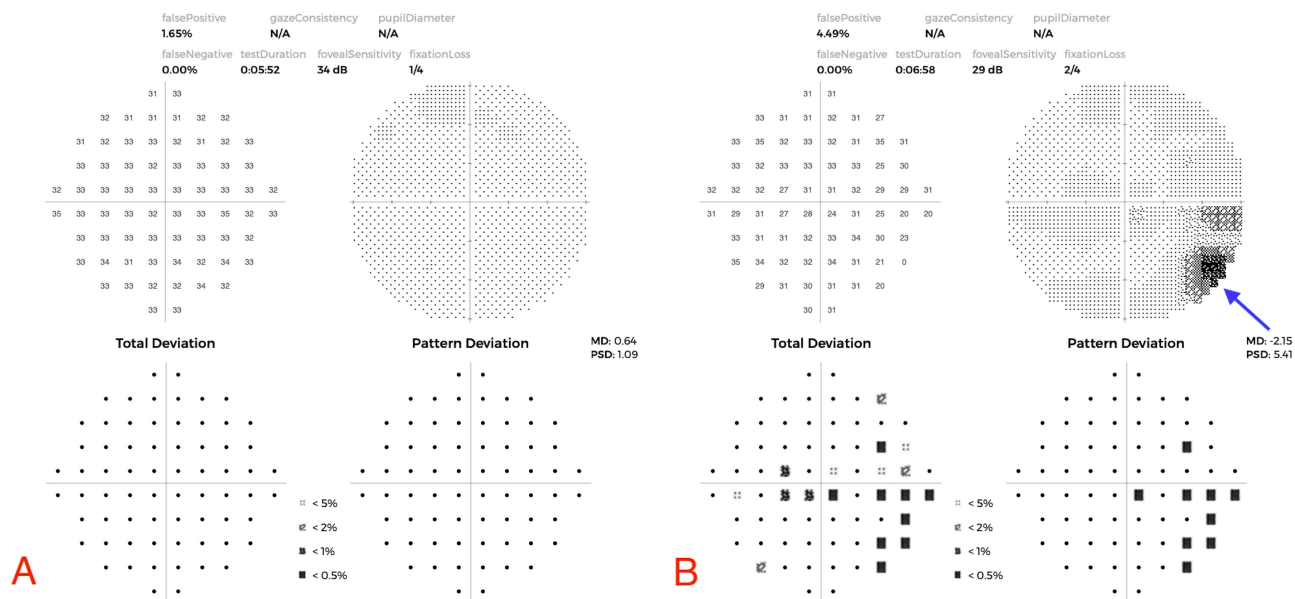 falsePositive gazeConsistency pupilDiameter
1.65% N/A N/A
falseNegative testDuration fovealSensitivity fixationLoss
0.00% 0:05:52 34 dB 1/4
31 33
32 31 31 31 32 32
31 32 33 33 32 31 32 33
33 33 33 32 33 33 33 33
32 33 33 33 33 33 33 33 33 32
35 33 33 33 32 33 33 35 32 33
33 33 33 33 33 33 33 32
33 34 31 33 34 32 34 33
33 33 32 32 34 32
33 33
Total Deviation
Pattern Deviation
MD: 0.64
PSD: 1.09
< 5%
< 2%
< 1%
< 0.5%
A
falsePositive gazeConsistency pupilDiameter
4.49% N/A N/A
falseNegative testDuration fovealSensitivity fixationLoss
0.00% 0:06:58 29 dB 2/4
31 31
33 31 31 32 31 27
33 35 32 33 32 31 35 31
33 32 33 33 33 33 25 30
32 32 32 27 31 31 32 29 29 31
31 29 31 27 28 24 31 25 20 20
33 31 31 32 33 34 30 23
35 34 32 32 34 31 21 0
29 31 30 31 31 20
30 31
Total Deviation
Pattern Deviation
MD: -2.15
PSD: 5.41
< 5%
< 2%
< 1%
< 0.5%
B